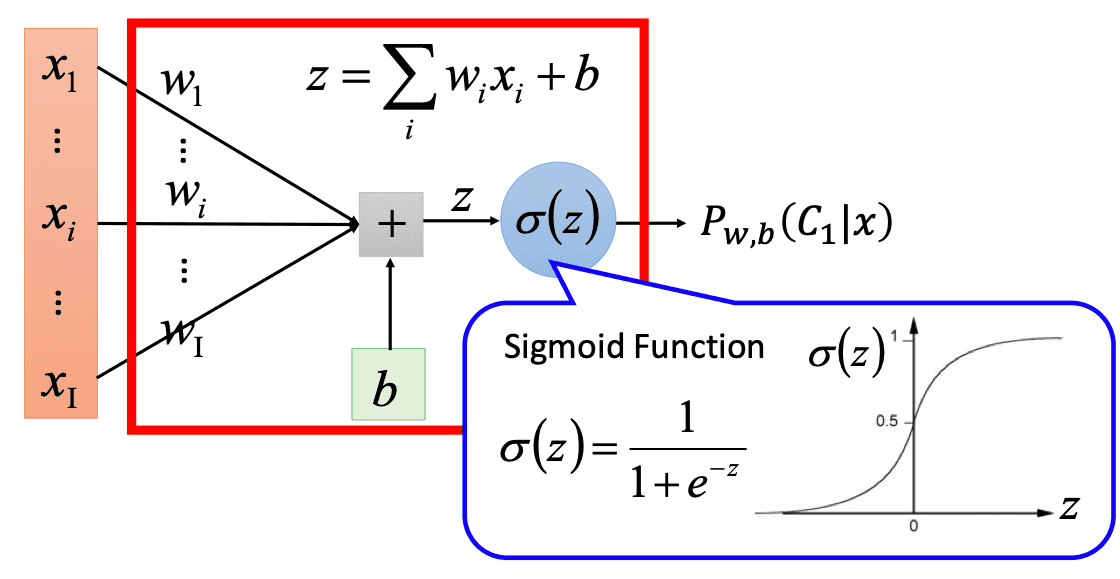 x₁
⋮
xᵢ
⋮
x_I
w₁
⋮
wᵢ
⋮
w_I
z = ∑ᵢ wᵢxᵢ + b
+
b
z
σ(z)
P_{w,b}(C₁|x)
Sigmoid Function
σ(z) = 1 / (1 + e^{−z})
σ(z)
1
0.5
0
z